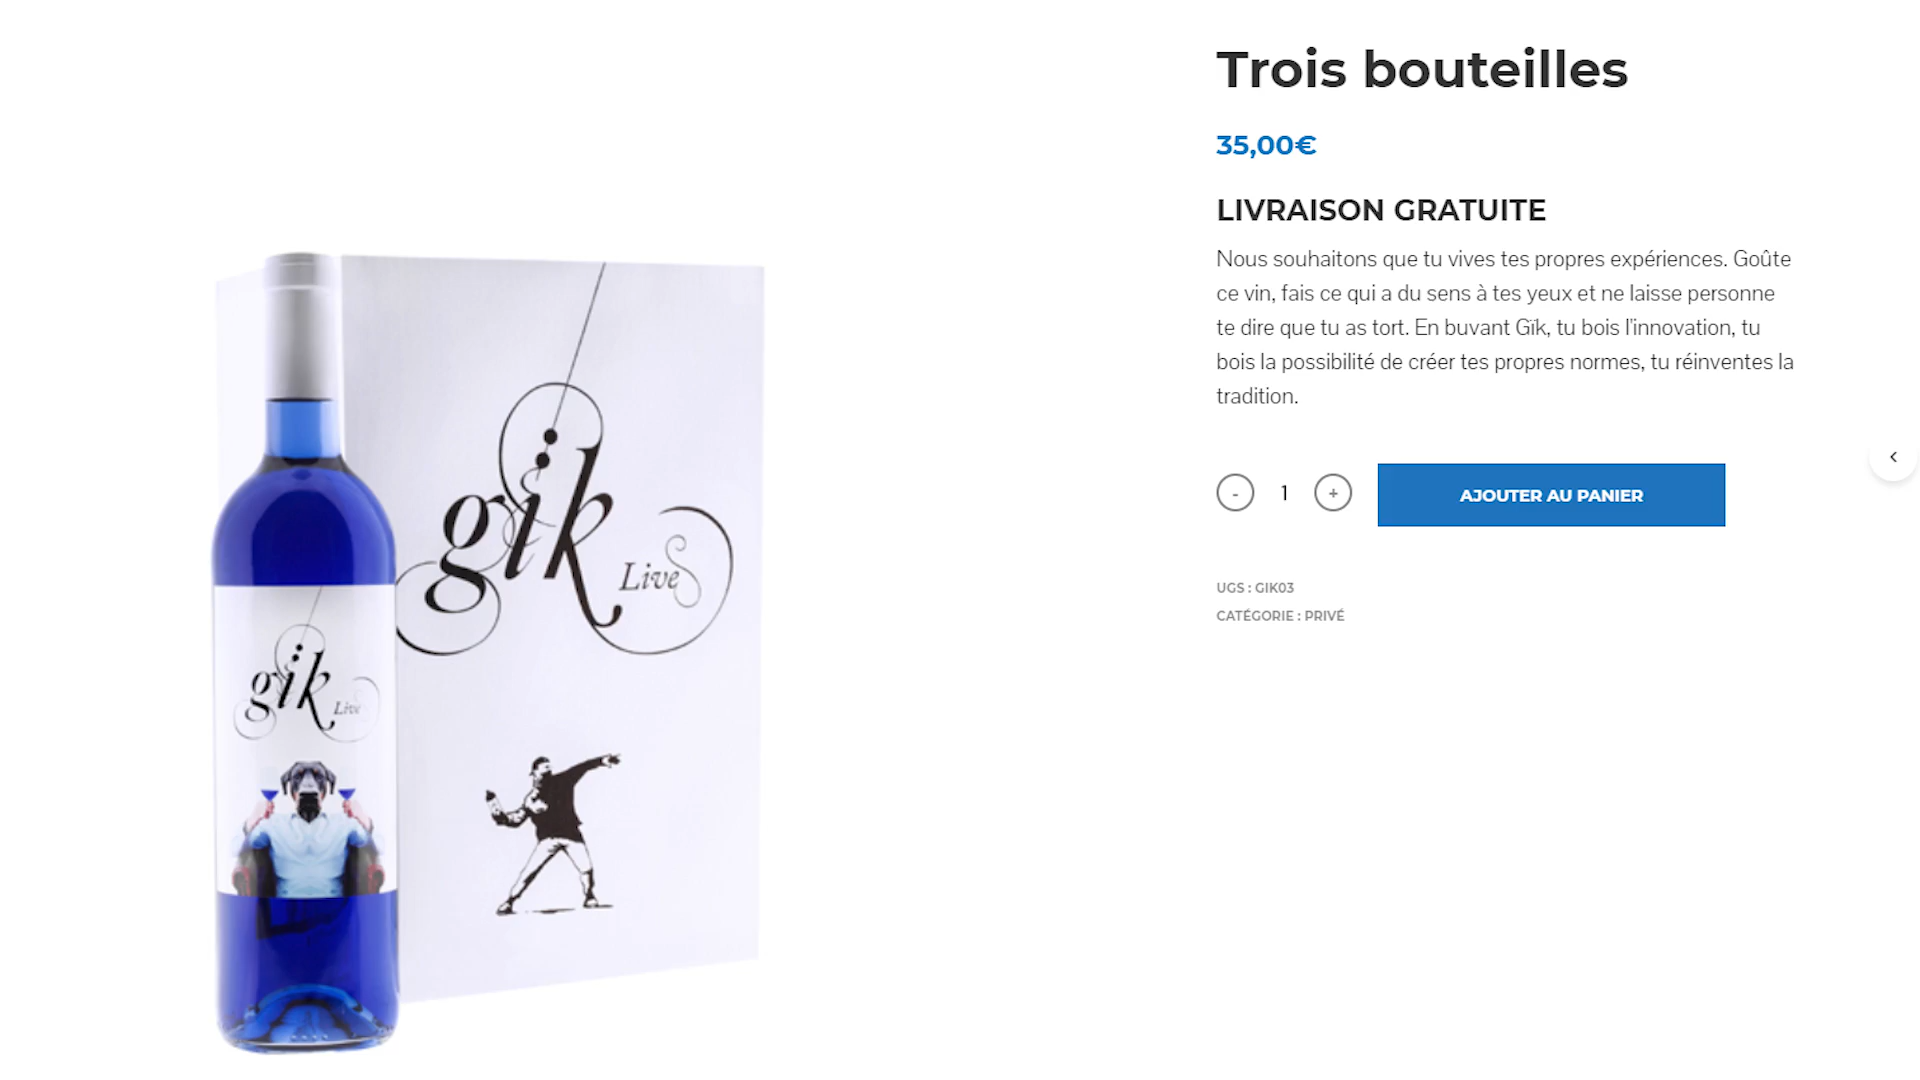 Trois bouteilles
35,00€
LIVRAISON GRATUITE
Nous souhaitons que tu vives tes propres expériences. Goûte
ce vin, fais ce qui a du sens à tes yeux et ne laisse personne
te dire que tu as tort. En buvant Gïk, tu bois l'innovation, tu
bois la possibilité de créer tes propres normes, tu réinventes la
tradition.
- 1 + AJOUTER AU PANIER
UGS : GIK03
CATÉGORIE : PRIVÉ
gïk
Live
gïk
Live